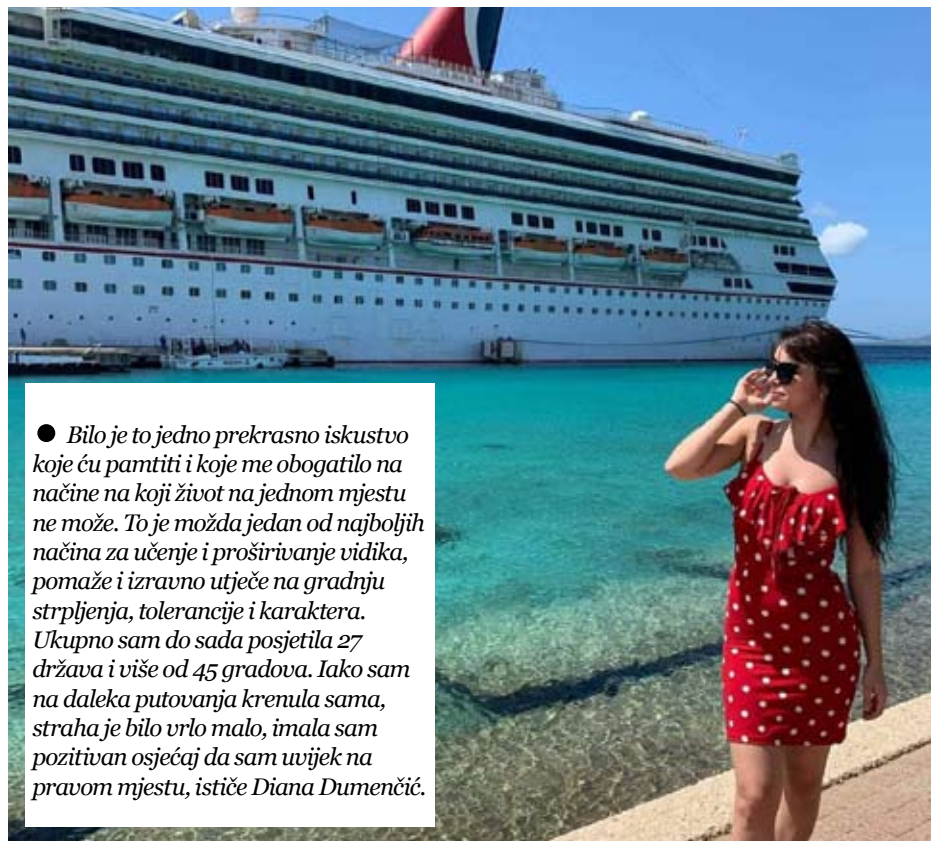 ● Bilo je to jedno prekrasno iskustvo
koje ću pamtiti i koje me obogatilo na
načine na koji život na jednom mjestu
ne može. To je možda jedan od najboljih
načina za učenje i proširivanje vidika,
pomaže i izravno utječe na gradnju
strpljenja, tolerancije i karaktera.
Ukupno sam do sada posjetila 27
država i više od 45 gradova. Iako sam
na daleka putovanja krenula sama,
straha je bilo vrlo malo, imala sam
pozitivan osjećaj da sam uvijek na
pravom mjestu, ističe Diana Dumenčić.